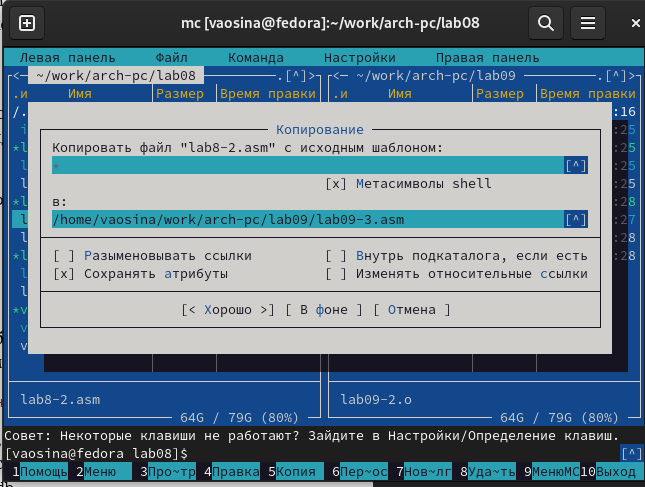 mc [vaosina@fedora]:~/work/arch-pc/lab08
Левая панель Файл Команда Настройки Правая панель
<─ ~/work/arch-pc/lab08 ─.[^]>┌<─ ~/work/arch-pc/lab09 ─.[^]>
.и Имя Размер Время правки .и Имя Размер Время правки
/. :16
Копирование
:25
Копировать файл "lab8-2.asm" с исходным шаблоном:
:25
* [^]
:25
[x] Метасимволы shell
:25
в:
:28
/home/vaosina/work/arch-pc/lab09/lab09-3.asm [^]
:27
:28
[ ] Разыменовывать ссылки [ ] Внутрь подкаталога, если есть
:28
[x] Сохранять атрибуты [ ] Изменять относительные ссылки
[< Хорошо >] [ В фоне ] [ Отмена ]
lab8-2.asm lab09-2.o
64G / 79G (80%) 64G / 79G (80%)
Совет: Некоторые клавиши не работают? Зайдите в Настройки/Определение клавиш.
[vaosina@fedora lab08]$ [^]
1Помощь 2Меню 3Про~тр 4Правка 5Копия 6Пер~ос 7Нов~лг 8Уда~ть 9МенюMC 10Выход